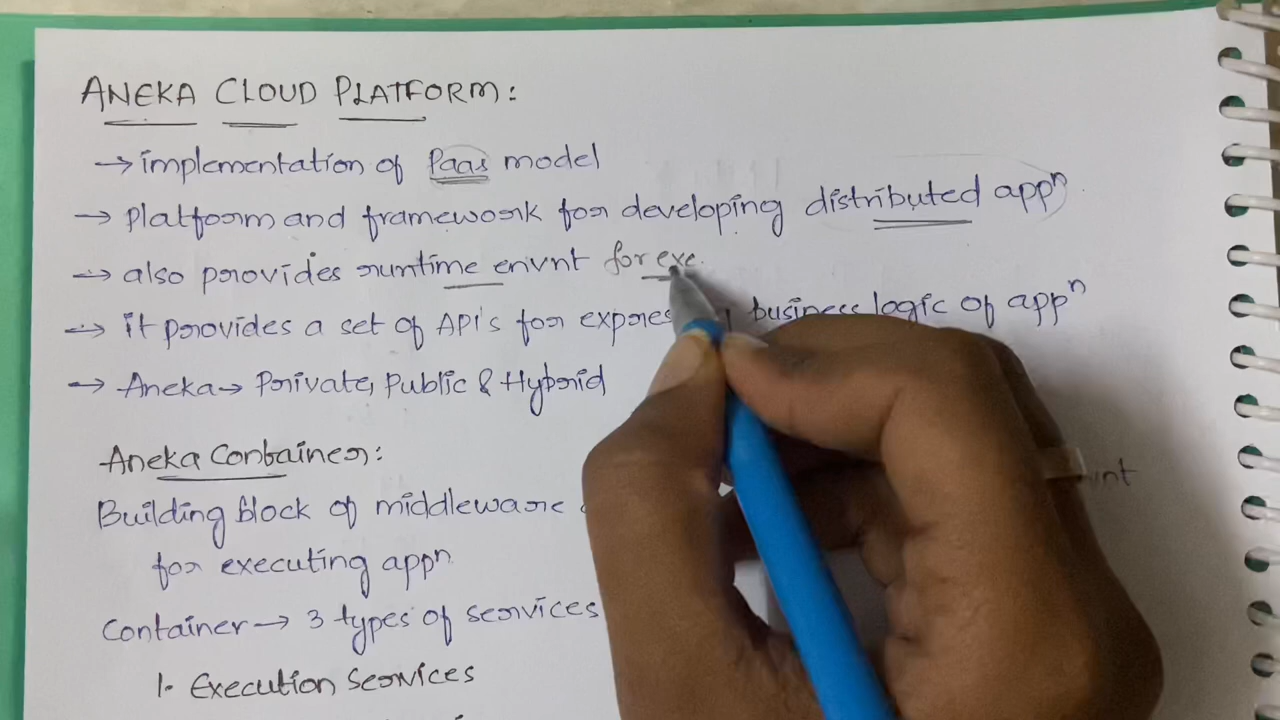 ANEKA CLOUD PLATFORM:
→ implementation of Paas model
→ Platform and framework for developing distributed appⁿ
→ also provides runtime envnt for exe.
→ it provides a set of API's for business logic of appⁿ
→ Aneka → Private, Public & Hybrid
Aneka Container:
Building block of middleware
for executing appⁿ
Container → 3 types of services
1. Execution services